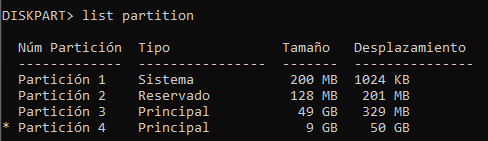 DISKPART> list partition
Núm Partición  Tipo              Tamaño   Desplazamiento
-------------  ----------------  -------  ---------------
Partición 1    Sistema            200 MB  1024 KB
Partición 2    Reservado          128 MB   201 MB
Partición 3    Principal           49 GB   329 MB
* Partición 4    Principal            9 GB    50 GB